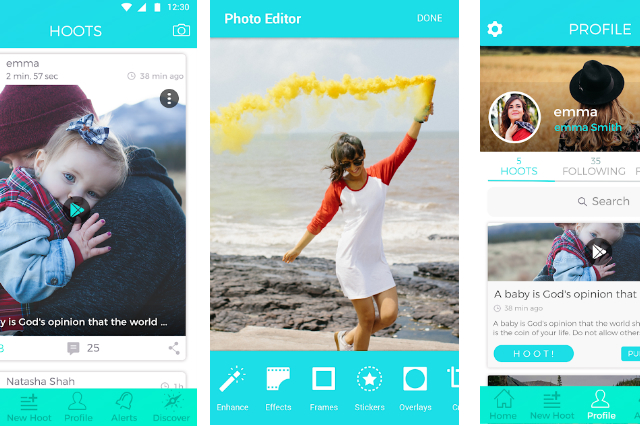 12:30
HOOTS
emma
2 min, 57 sec
38 min ago
y is God's opinion that the world ...
25
Natasha Shah
1h
New Hoot
Profile
Alerts
Discover
Photo Editor
DONE
Enhance
Effects
Frames
Stickers
Overlays
PROFILE
emma
emma Smith
5
HOOTS
35
FOLLOWING
Search
A baby is God's opinion that
38 min ago
A baby is God's opinion that the world sh
is the coin of your life. Do not allow other
HOOT!
PU
Home
New Hoot
Profile